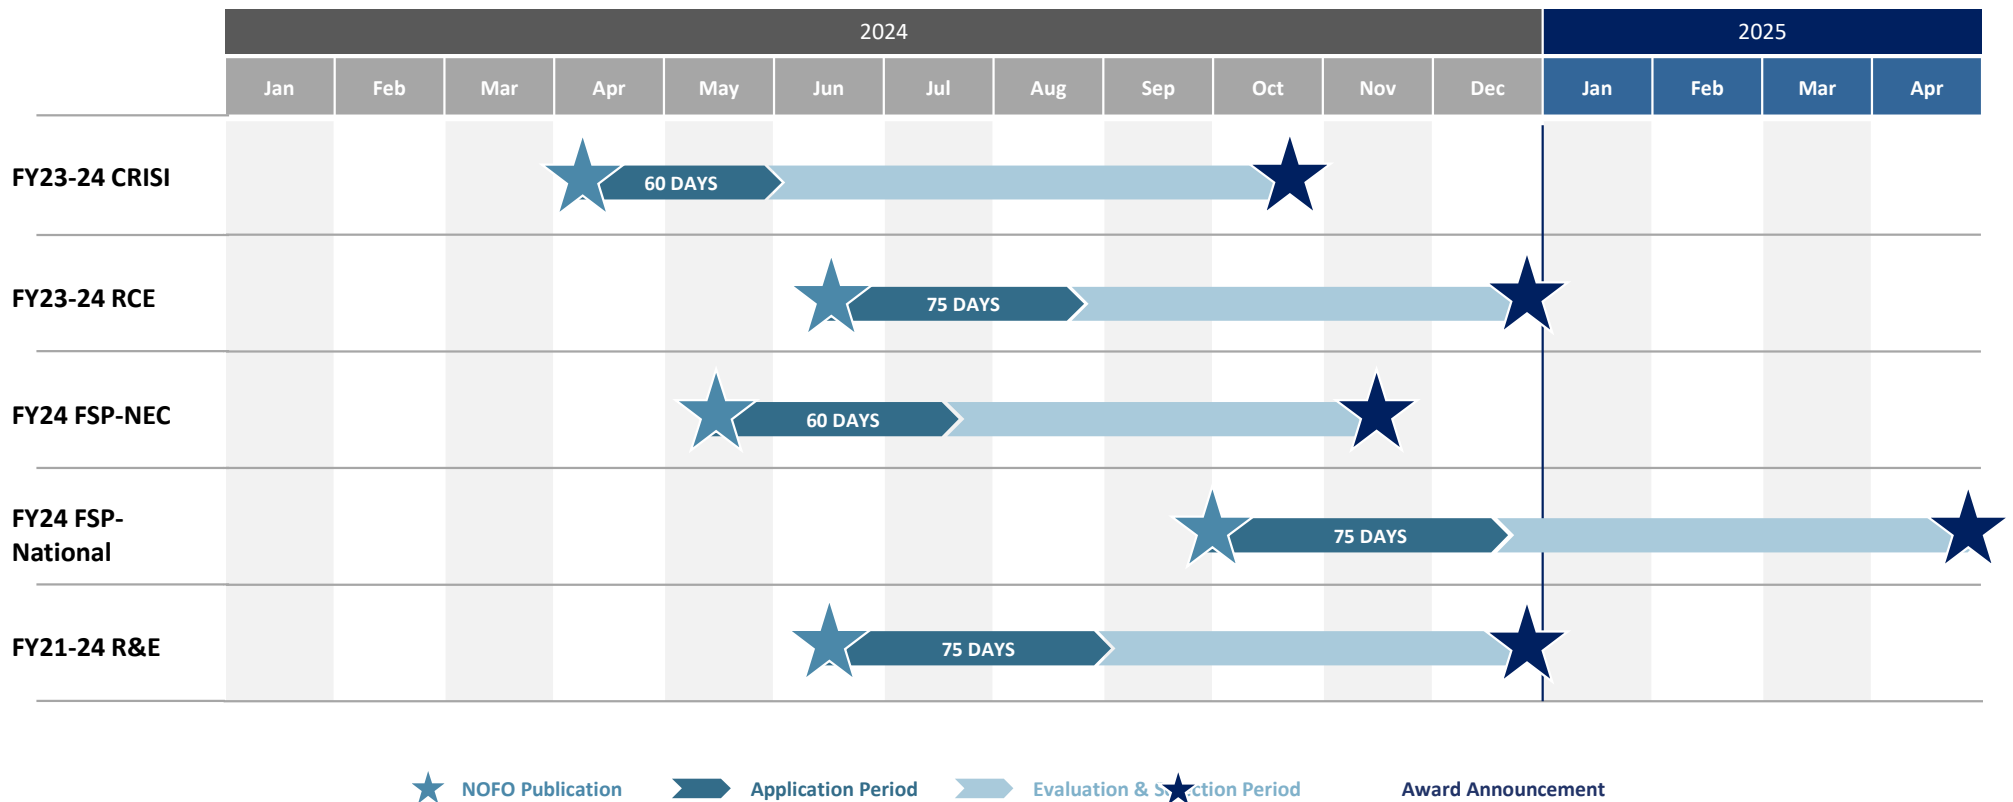 2024 2025
Jan Feb Mar Apr May Jun Jul Aug Sep Oct Nov Dec Jan Feb Mar Apr
FY23-24 CRISI
60 DAYS
FY23-24 RCE
75 DAYS
FY24 FSP-NEC
60 DAYS
FY24 FSP-
National
75 DAYS
FY21-24 R&E
75 DAYS
NOFO Publication Application Period Evaluation & Selection Period Award Announcement